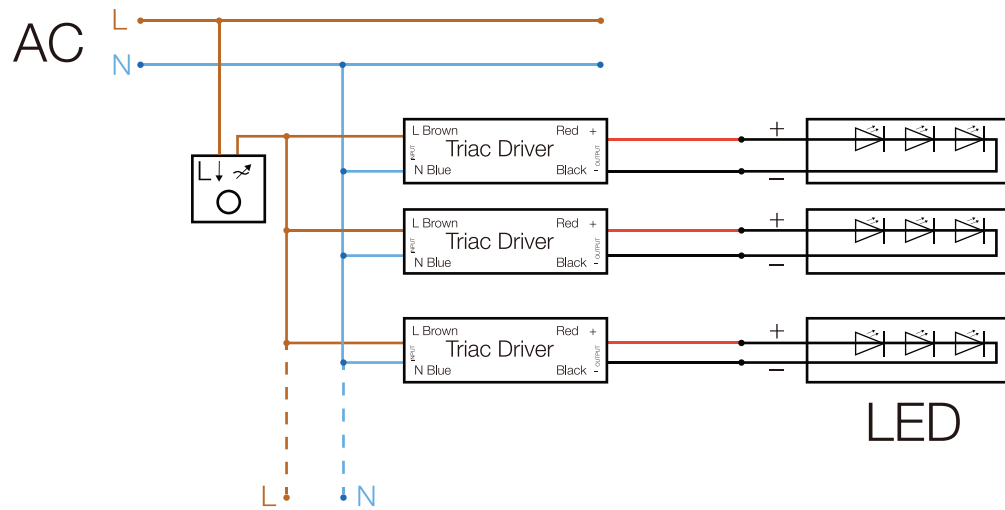 AC
L
N
L
L Brown
Red +
INPUT
Triac Driver
OUTPUT
N Blue
Black -
+
−
L Brown
Red +
INPUT
Triac Driver
OUTPUT
N Blue
Black -
+
−
L Brown
Red +
INPUT
Triac Driver
OUTPUT
N Blue
Black -
+
−
LED
L
N